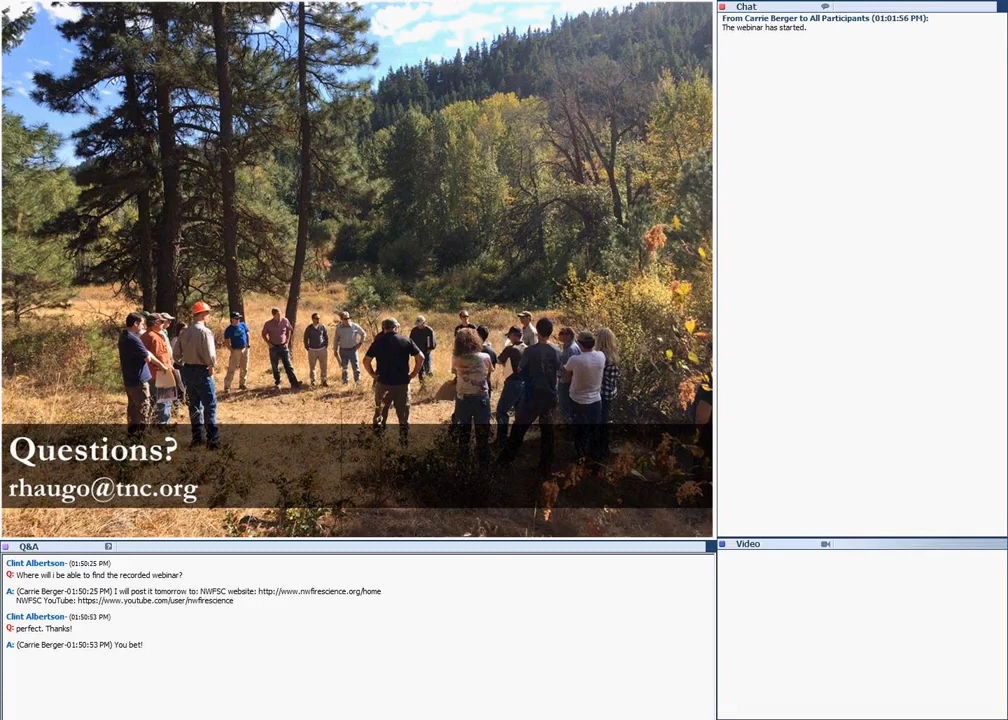 Questions?
rhaugo@tnc.org
Chat
From Carrie Berger to All Participants (01:01:56 PM):
The webinar has started.
Q&A
Clint Albertson- (01:50:25 PM)
Q: Where will i be able to find the recorded webinar?
A: (Carrie Berger-01:50:25 PM) I will post it tomorrow to: NWFSC website: http://www.nwfirescience.org/home
NWFSC YouTube: https://www.youtube.com/user/nwfirescience
Clint Albertson- (01:50:53 PM)
Q: perfect. Thanks!
A: (Carrie Berger-01:50:53 PM) You bet!
Video